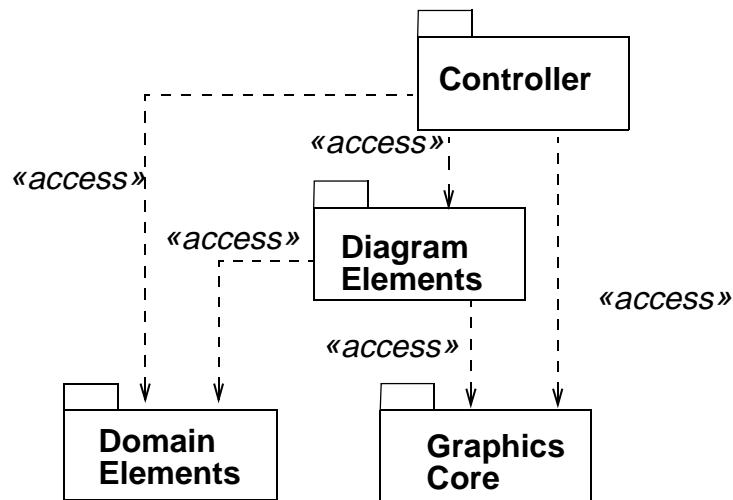 Controller
«access»
«access»
«access»
Diagram
Elements
«access»
«access»
Domain
Elements
Graphics
Core